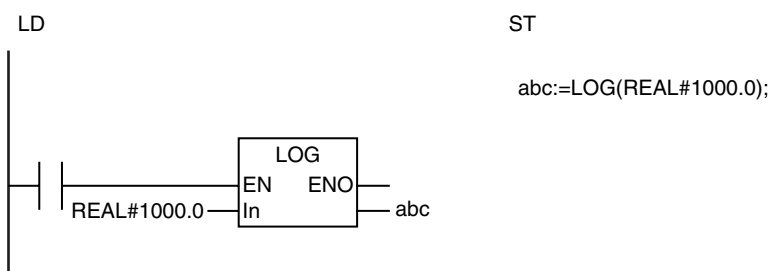 LD
ST
abc:=LOG(REAL#1000.0);
LOG
EN ENO
REAL#1000.0 In abc